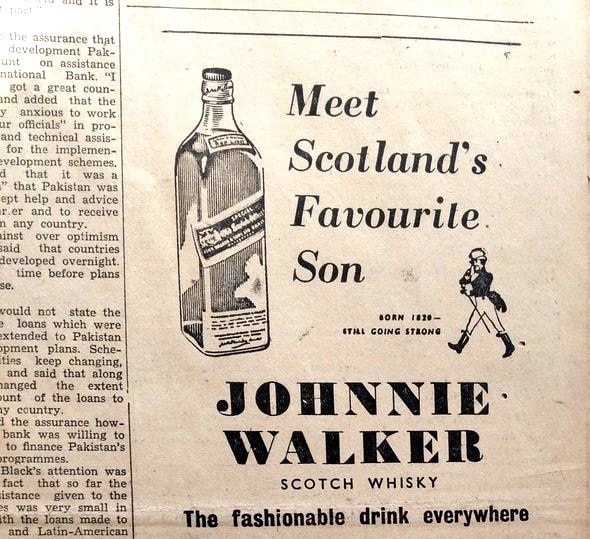 the assurance that
development Pak-
on assistance
national Bank. "I
got a great coun-
and added that the
anxious to work
officials" in pro-
and technical assis-
for the implemen-
development schemes.
that it was a
that Pakistan was
help and advice
and to receive
any country.
over optimism
said that countries
developed overnight.
time before plans
would not state the
loans which were
extended to Pakistan
plans. Sche-
keep changing,
and said that along
the extent
of the loans to
country.
the assurance how-
bank was willing to
to finance Pakistan's
programmes.
Black's attention was
fact that so far the
given to the
was very small in
the loans made to
and Latin-American
Meet
Scotland's
Favourite
Son
BORN 1820—
STILL GOING STRONG
JOHNNIE
WALKER
SCOTCH WHISKY
The fashionable drink everywhere